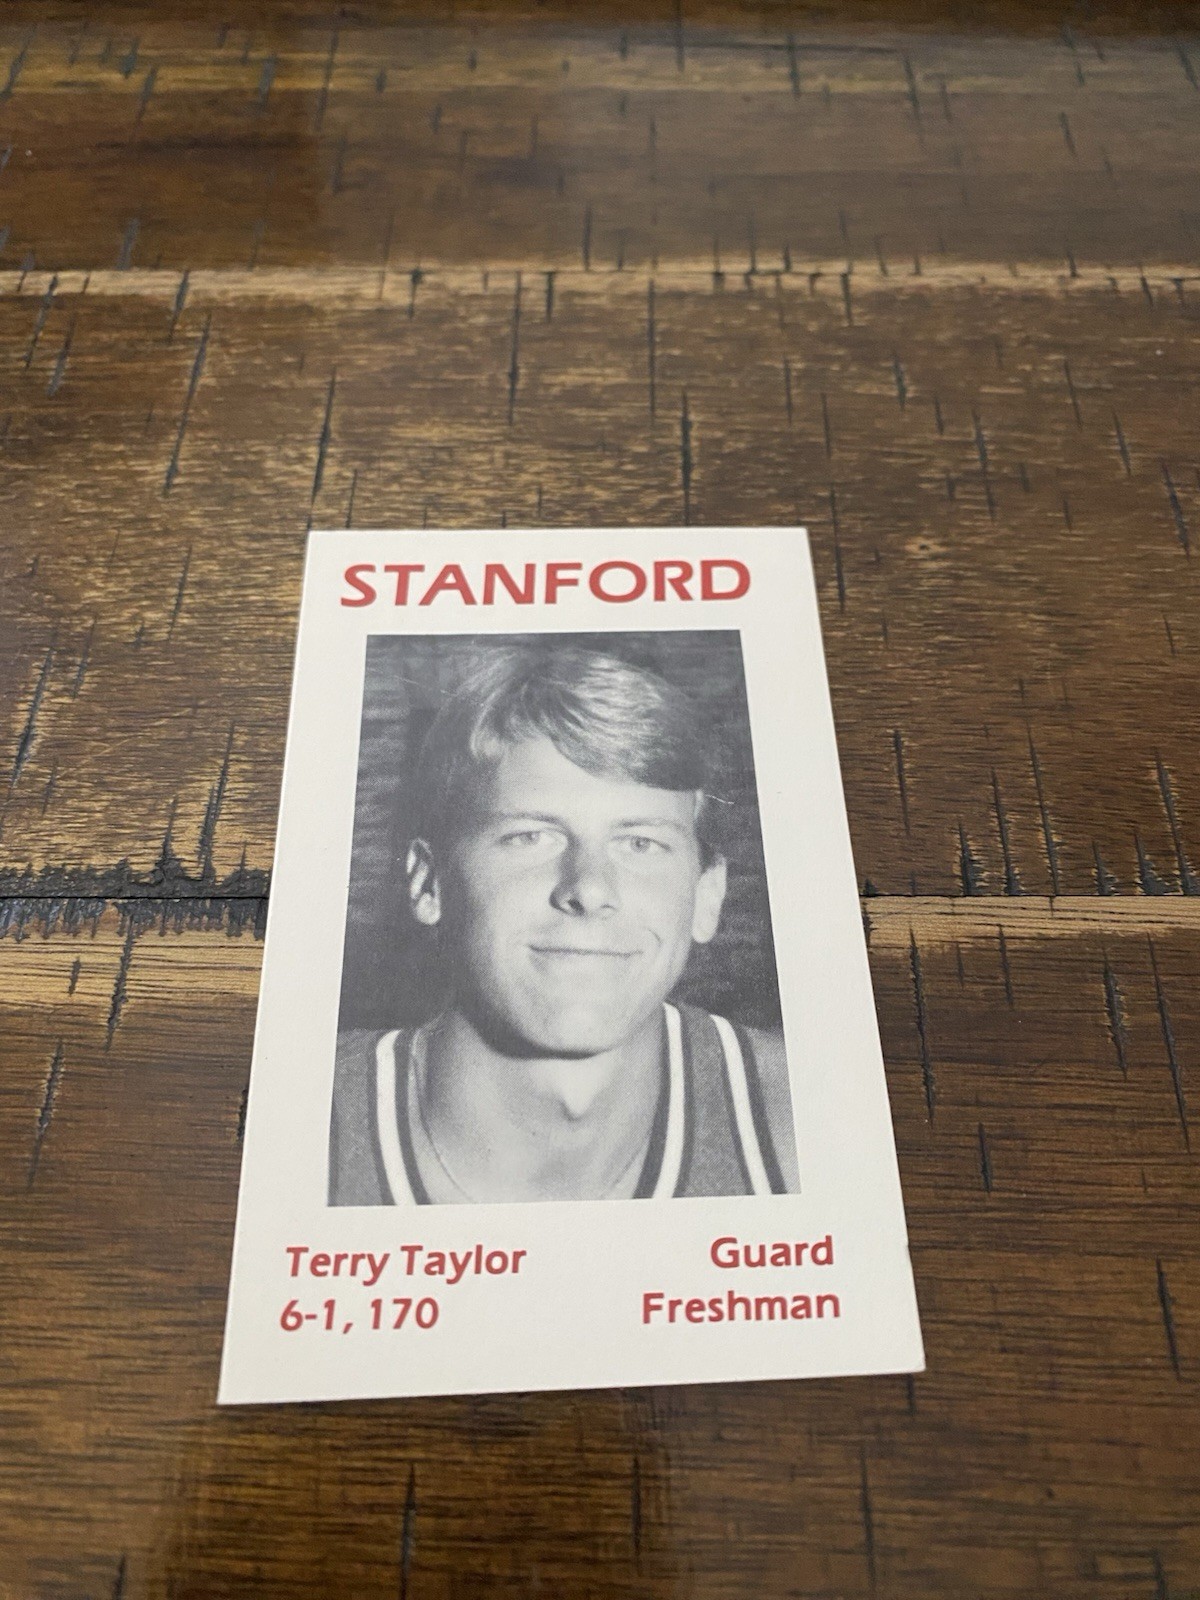 STANFORD
Terry Taylor
6-1, 170
Guard
Freshman